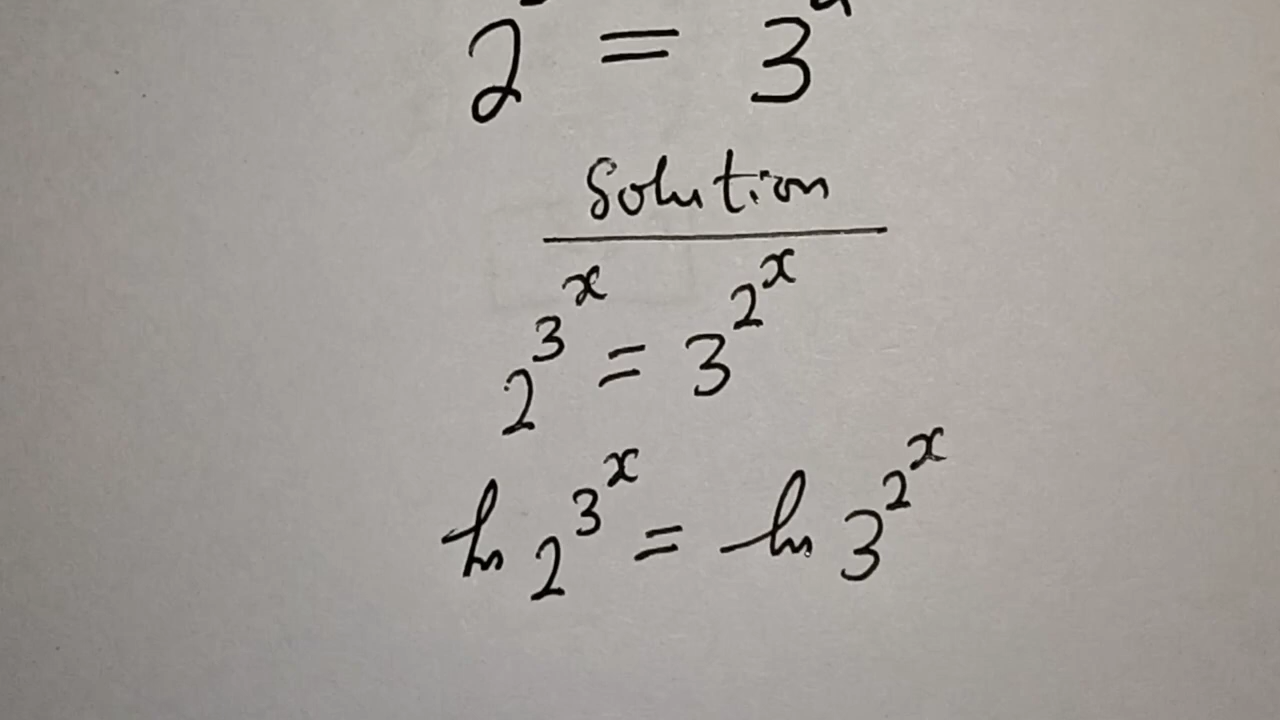 2 = 3
Solution
2^{3^x} = 3^{2^x}
ln 2^{3^x} = ln 3^{2^x}